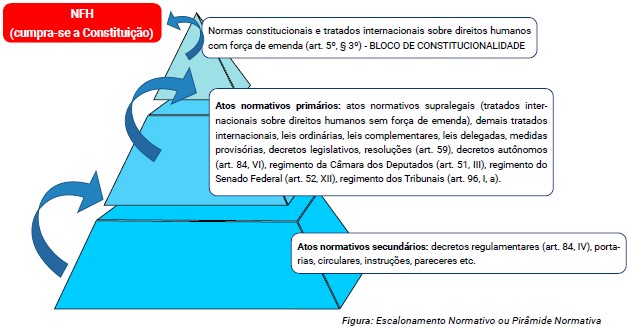 NFH
(cumpra-se a Constituição)
Normas constitucionais e tratados internacionais sobre direitos humanos
com força de emenda (art. 5º, § 3º) - BLOCO DE CONSTITUCIONALIDADE
Atos normativos primários: atos normativos supralegais (tratados inter-
nacionais sobre direitos humanos sem força de emenda), demais tratados
internacionais, leis ordinárias, leis complementares, leis delegadas, medidas
provisórias, decretos legislativos, resoluções (art. 59), decretos autônomos
(art. 84, VI), regimento da Câmara dos Deputados (art. 51, III), regimento do
Senado Federal (art. 52, XII), regimento dos Tribunais (art. 96, I, a).
Atos normativos secundários: decretos regulamentares (art. 84, IV), porta-
rias, circulares, instruções, pareceres etc.
Figura: Escalonamento Normativo ou Pirâmide Normativa